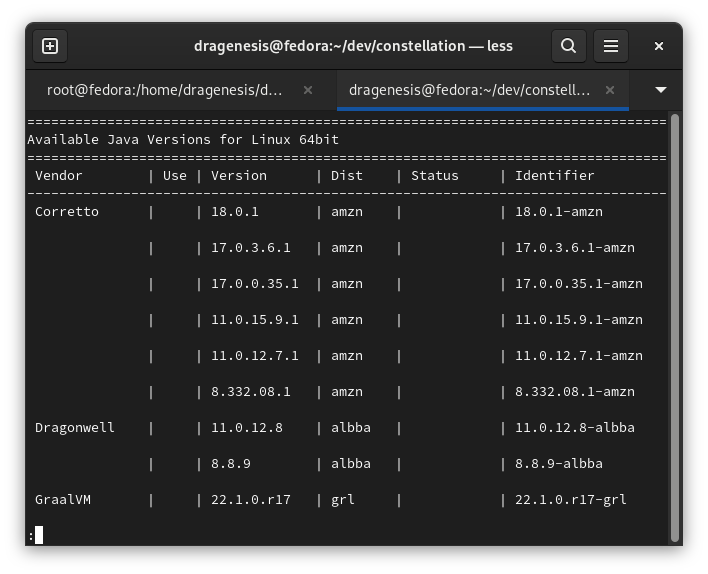 dragenesis@fedora:~/dev/constellation — less
root@fedora:/home/dragenesis/d... dragenesis@fedora:~/dev/constell...
================================================================================
Available Java Versions for Linux 64bit
================================================================================
Vendor | Use | Version | Dist | Status | Identifier
--------------------------------------------------------------------------------
Corretto | | 18.0.1 | amzn | | 18.0.1-amzn
| | 17.0.3.6.1 | amzn | | 17.0.3.6.1-amzn
| | 17.0.0.35.1 | amzn | | 17.0.0.35.1-amzn
| | 11.0.15.9.1 | amzn | | 11.0.15.9.1-amzn
| | 11.0.12.7.1 | amzn | | 11.0.12.7.1-amzn
| | 8.332.08.1 | amzn | | 8.332.08.1-amzn
Dragonwell | | 11.0.12.8 | albba | | 11.0.12.8-albba
| | 8.8.9 | albba | | 8.8.9-albba
GraalVM | | 22.1.0.r17 | grl | | 22.1.0.r17-grl
: